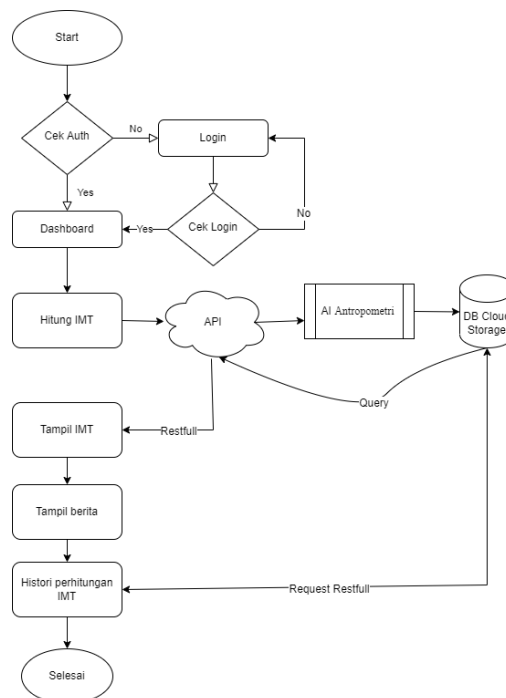 Start
Cek Auth
No
Login
Yes
Cek Login
No
Yes
Dashboard
Hitung IMT
API
AI Antropometri
DB Cloud
Storage
Query
Restfull
Tampil IMT
Tampil berita
Histori perhitungan
IMT
Request Restfull
Selesai